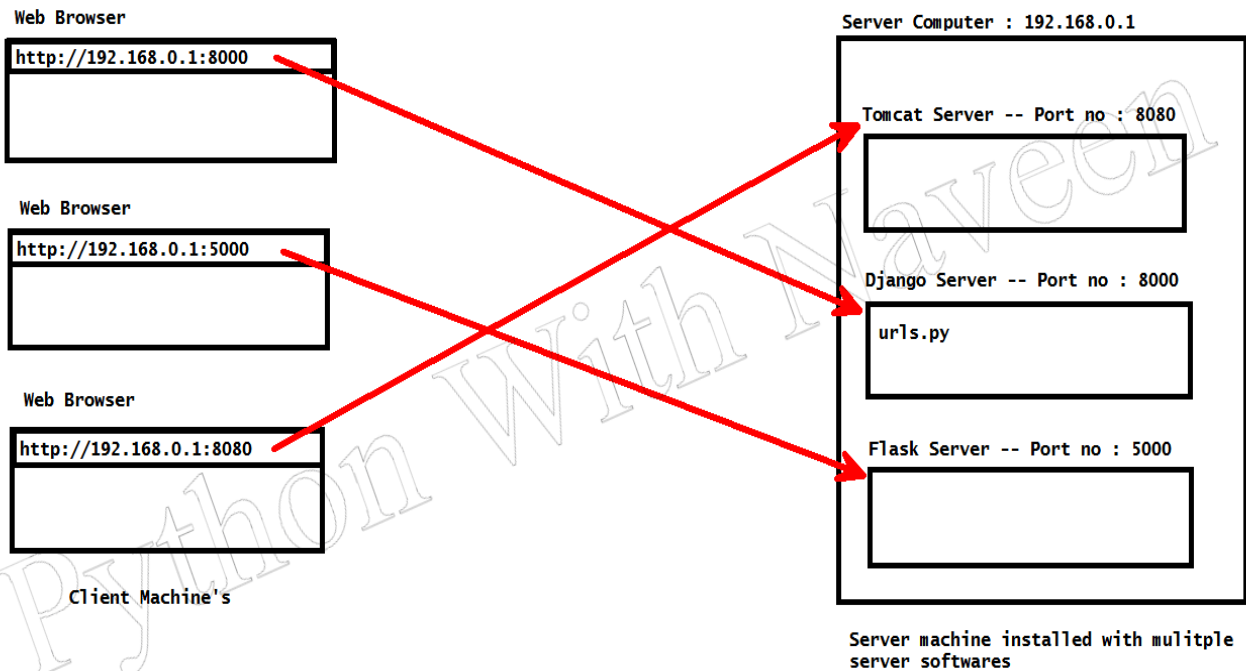 Web Browser
http://192.168.0.1:8000
Web Browser
http://192.168.0.1:5000
Web Browser
http://192.168.0.1:8080
Client Machine's
Server Computer : 192.168.0.1
Tomcat Server -- Port no : 8080
Django Server -- Port no : 8000
urls.py
Flask Server -- Port no : 5000
Server machine installed with mulitple
server softwares
Python With Naveen